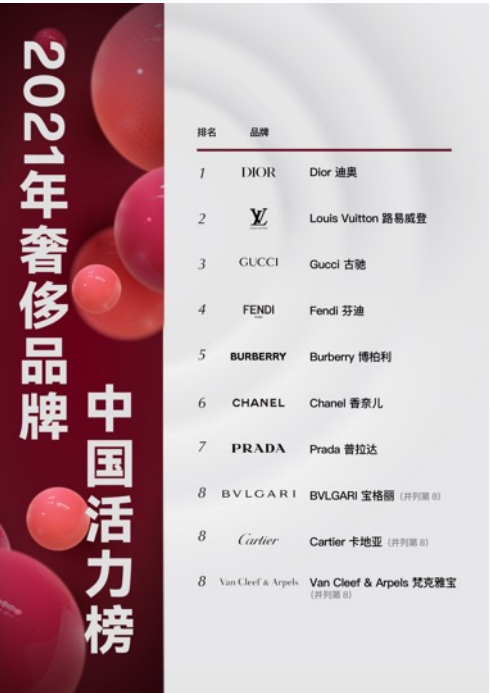 2021年奢侈品牌
中国活力榜
排名 品牌
1 DIOR Dior 迪奥
2 LV Louis Vuitton 路易威登
3 GUCCI Gucci 古驰
4 FENDI Fendi 芬迪
5 BURBERRY Burberry 博柏利
6 CHANEL Chanel 香奈儿
7 PRADA Prada 普拉达
8 BVLGARI BVLGARI 宝格丽（并列第 8）
8 Cartier Cartier 卡地亚（并列第 8）
8 Van Cleef & Arpels Van Cleef & Arpels 梵克雅宝
（并列第 8）